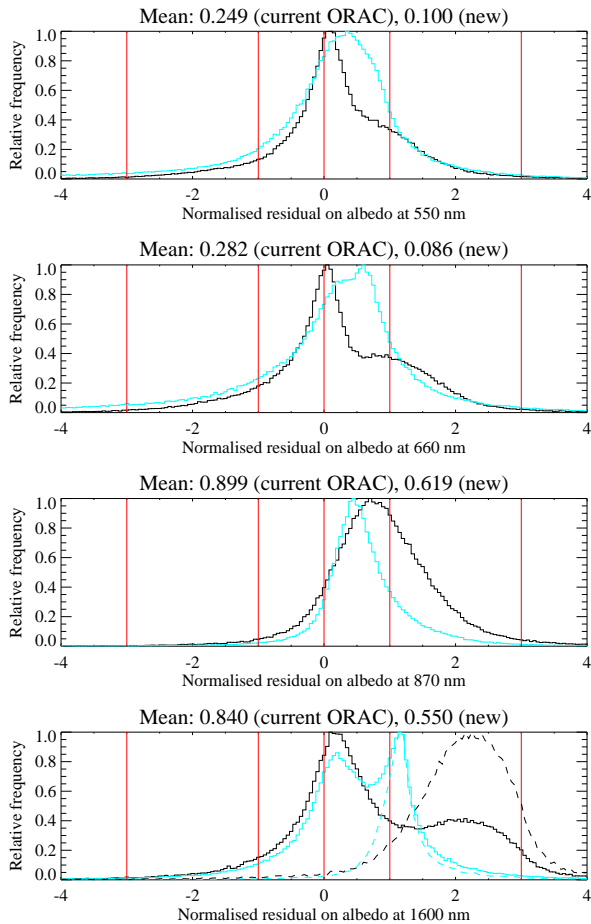 Mean: 0.249 (current ORAC), 0.100 (new)
Relative frequency
1.0
0.8
0.6
0.4
0.2
0.0
-4 -2 0 2 4
Normalised residual on albedo at 550 nm
Mean: 0.282 (current ORAC), 0.086 (new)
Relative frequency
1.0
0.8
0.6
0.4
0.2
0.0
-4 -2 0 2 4
Normalised residual on albedo at 660 nm
Mean: 0.899 (current ORAC), 0.619 (new)
Relative frequency
1.0
0.8
0.6
0.4
0.2
0.0
-4 -2 0 2 4
Normalised residual on albedo at 870 nm
Mean: 0.840 (current ORAC), 0.550 (new)
Relative frequency
1.0
0.8
0.6
0.4
0.2
0.0
-4 -2 0 2 4
Normalised residual on albedo at 1600 nm